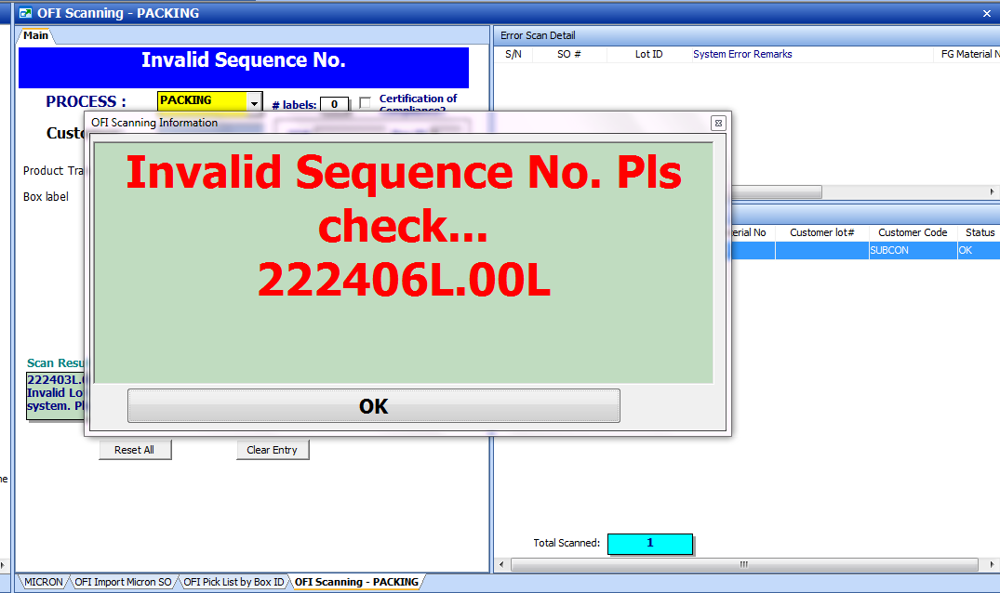 OFI Scanning - PACKING
Main
Error Scan Detail
Invalid Sequence No.
S/N SO # Lot ID System Error Remarks FG Material N
PROCESS : PACKING # labels: 0 Certification of
Compliance?
OFI Scanning Information
Custo
Invalid Sequence No. Pls
check...
222406L.00L
OK
Product Tra
Box label
erial No Customer lot# Customer Code Status
SUBCON OK
Scan Resu
222403L.
Invalid Lo
system. Pl
Reset All Clear Entry
ne
Total Scanned: 1
MICRON OFI Import Micron SO OFI Pick List by Box ID OFI Scanning - PACKING